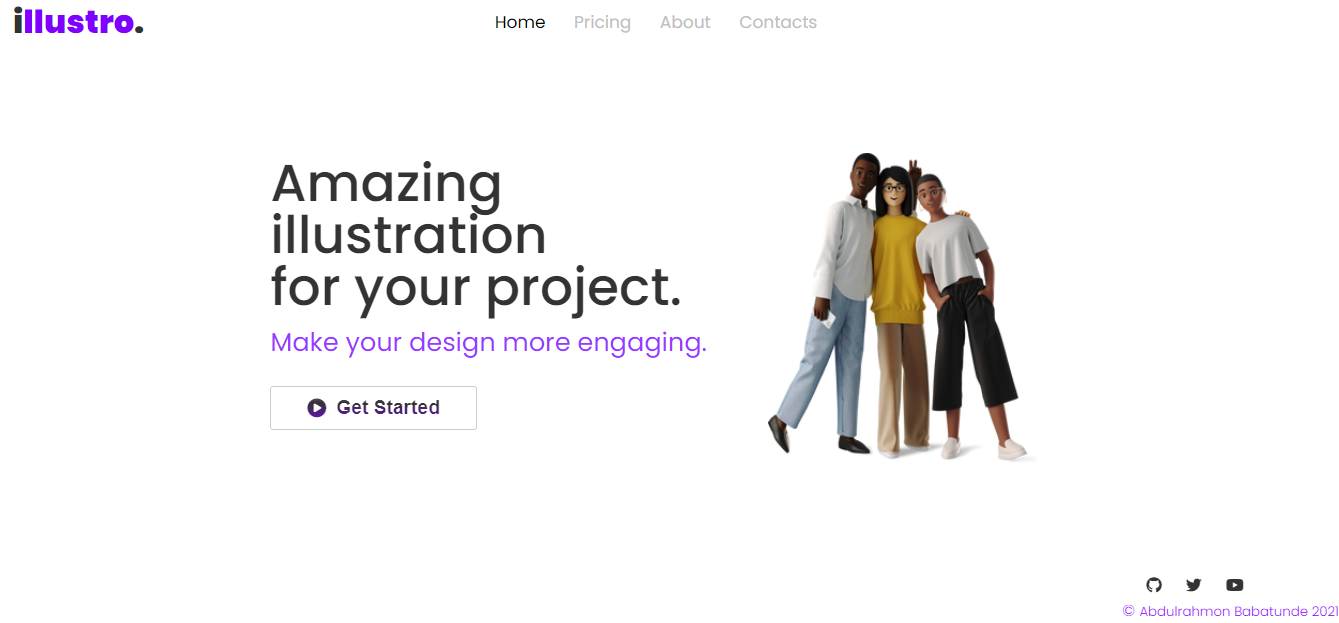 illustro.
Home Pricing About Contacts
Amazing
illustration
for your project.
Make your design more engaging.
Get Started
© Abdulrahmon Babatunde 2021